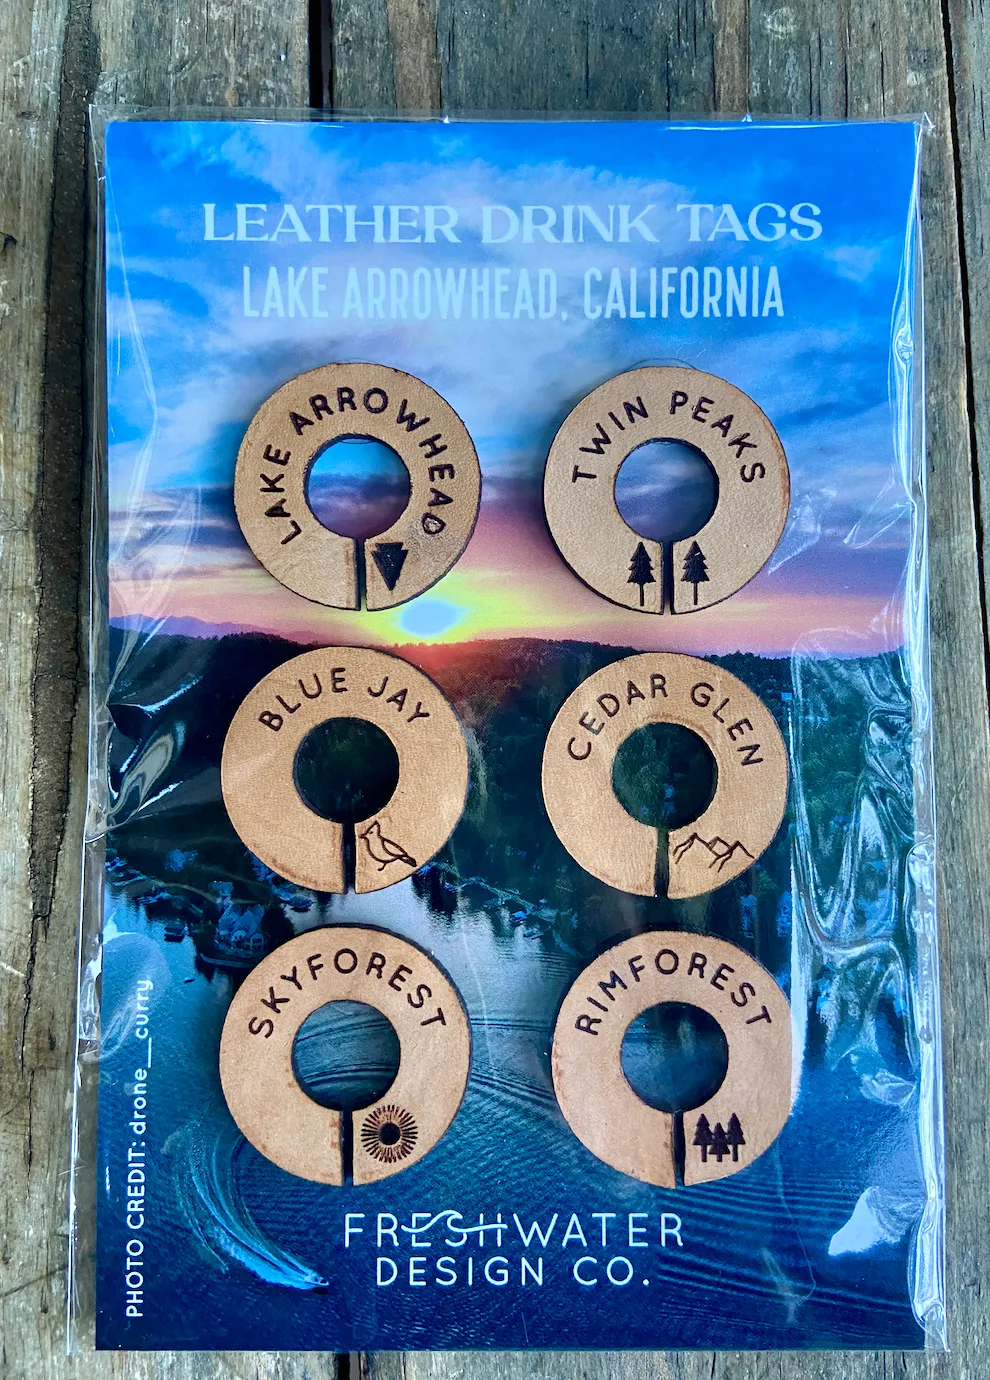 LEATHER DRINK TAGS
LAKE ARROWHEAD, CALIFORNIA
LAKE ARROWHEAD
TWIN PEAKS
BLUE JAY
CEDAR GLEN
SKYFOREST
RIMFOREST
PHOTO CREDIT: drone__curry
FRESHWATER
DESIGN CO.